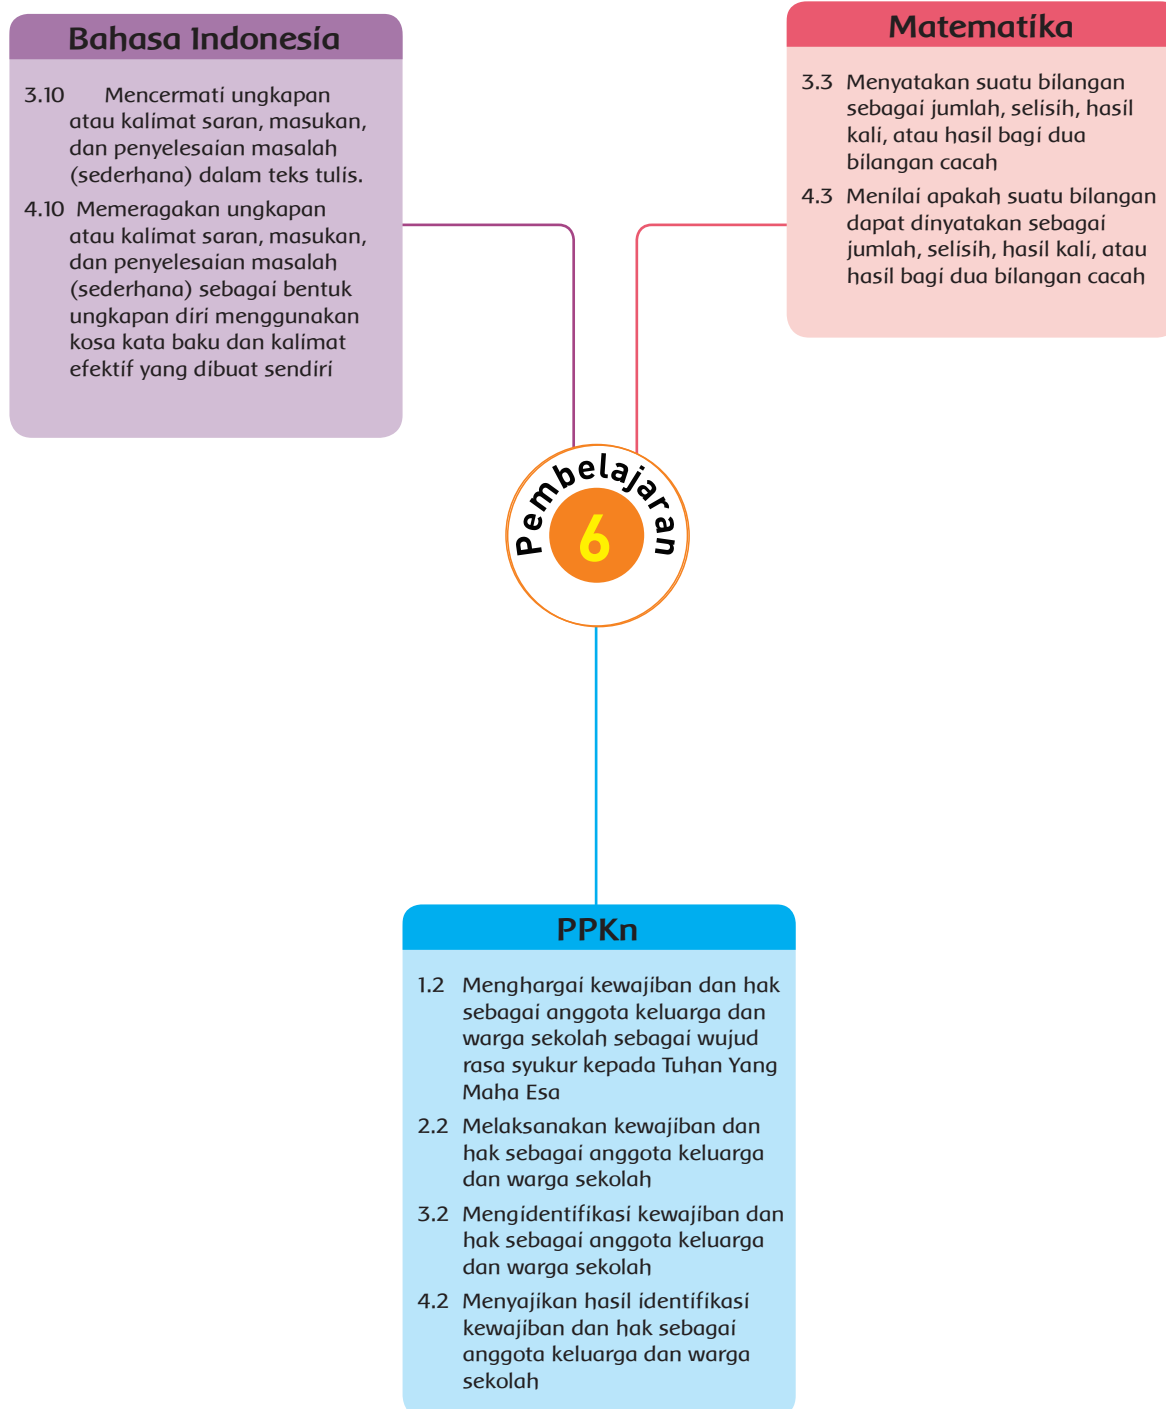 Bahasa Indonesia
3.10 Mencermati ungkapan
atau kalimat saran, masukan,
dan penyelesaian masalah
(sederhana) dalam teks tulis.
4.10 Memeragakan ungkapan
atau kalimat saran, masukan,
dan penyelesaian masalah
(sederhana) sebagai bentuk
ungkapan diri menggunakan
kosa kata baku dan kalimat
efektif yang dibuat sendiri
Matematika
3.3 Menyatakan suatu bilangan
sebagai jumlah, selisih, hasil
kali, atau hasil bagi dua
bilangan cacah
4.3 Menilai apakah suatu bilangan
dapat dinyatakan sebagai
jumlah, selisih, hasil kali, atau
hasil bagi dua bilangan cacah
Pembelajaran
6
PPKn
1.2 Menghargai kewajiban dan hak
sebagai anggota keluarga dan
warga sekolah sebagai wujud
rasa syukur kepada Tuhan Yang
Maha Esa
2.2 Melaksanakan kewajiban dan
hak sebagai anggota keluarga
dan warga sekolah
3.2 Mengidentifikasi kewajiban dan
hak sebagai anggota keluarga
dan warga sekolah
4.2 Menyajikan hasil identifikasi
kewajiban dan hak sebagai
anggota keluarga dan warga
sekolah